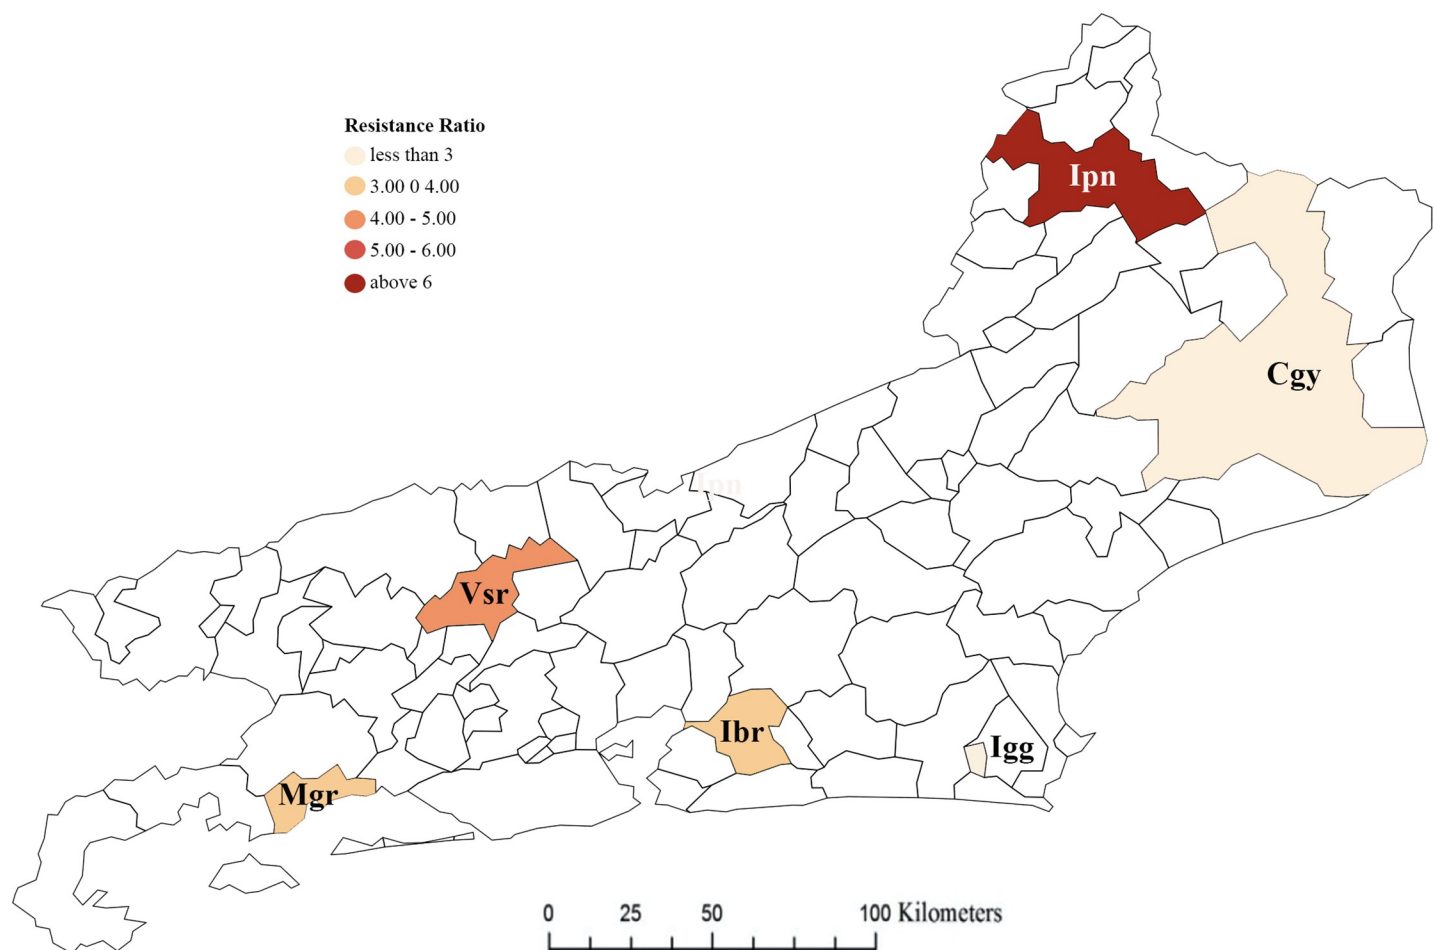 Resistance Ratio
less than 3
3.00 0 4.00
4.00 - 5.00
5.00 - 6.00
above 6
Ipn
Cgy
Ipn
Vsr
Ibr
Igg
Mgr
0 25 50 100 Kilometers